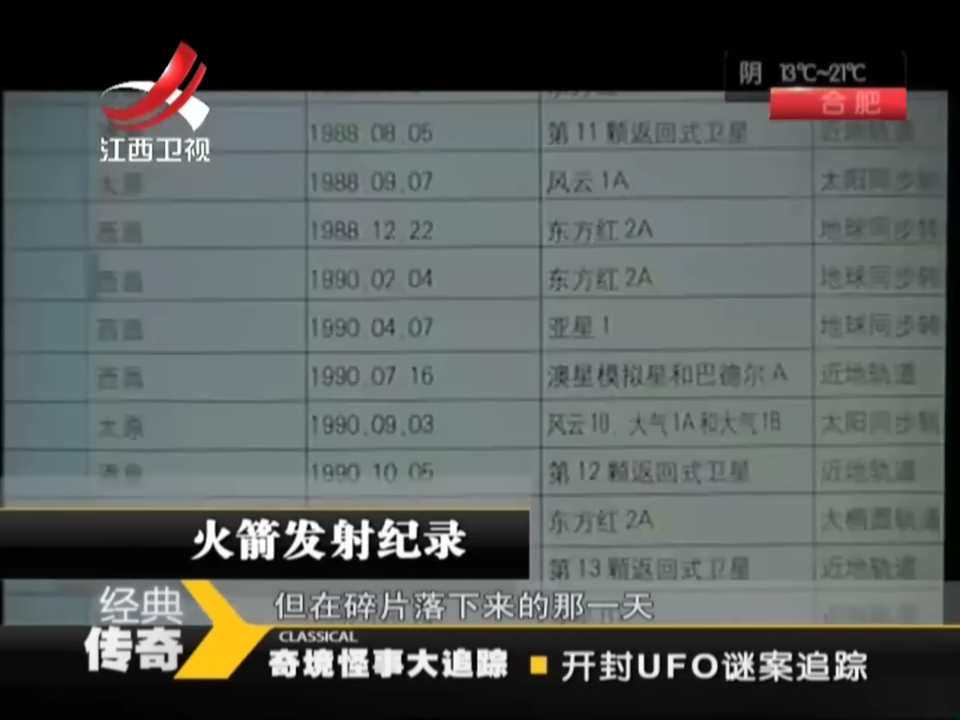 江西卫视
阴 13℃~21℃
合肥
1988 08 05 第11颗返回式卫星 近地轨道
太原 1988.09.07 风云1A 太阳同步轨
西昌 1988 12 22 东方红2A 地球同步转
西昌 1990 02 04 东方红2A 地球同步转
西昌 1990 04.07 亚星1 地球同步转
西昌 1990 07 16 澳星模拟星和巴德尔A 近地轨道
太原 1990.09.03 风云1B、大气1A和大气1B 太阳同步轨
酒泉 1990 10 05 第12颗返回式卫星 近地轨道
东方红2A 大椭圆轨道
第13颗返回式卫星 近地轨道
火箭发射纪录
但在碎片落下来的那一天
经典
传奇
CLASSICAL
奇境怪事大追踪 ■ 开封UFO谜案追踪